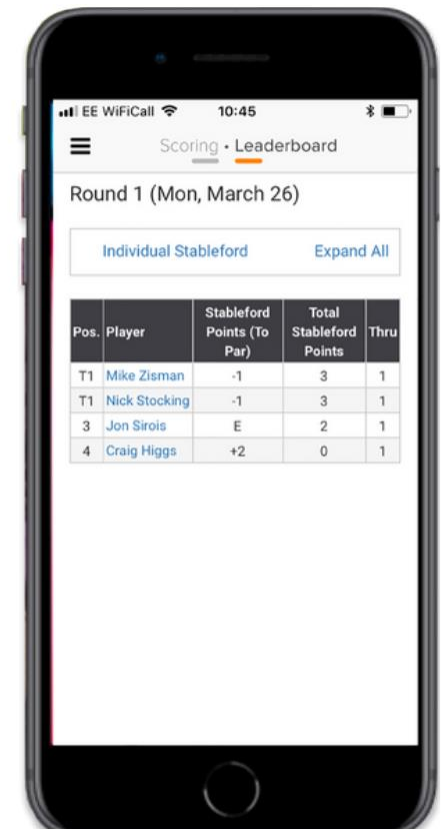 EE WiFiCall 10:45
Scoring • Leaderboard
Round 1 (Mon, March 26)
Individual Stableford Expand All
Pos. Player Stableford Points (To Par) Total Stableford Points Thru
T1 Mike Zisman -1 3 1
T1 Nick Stocking -1 3 1
3 Jon Sirois E 2 1
4 Craig Higgs +2 0 1